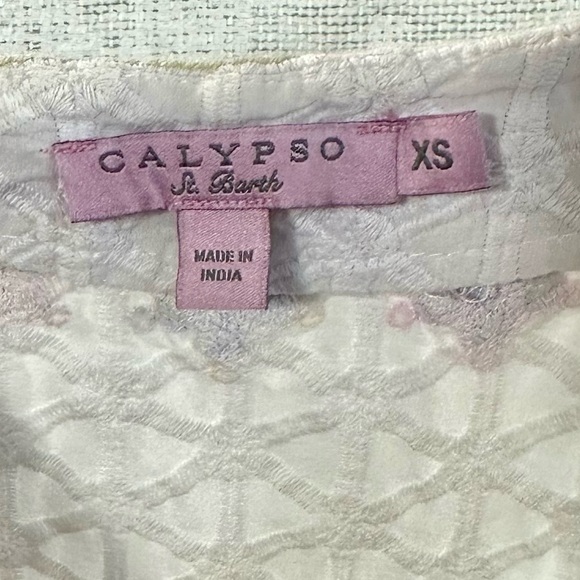 CALYPSO XS
St. Barth
MADE IN
INDIA